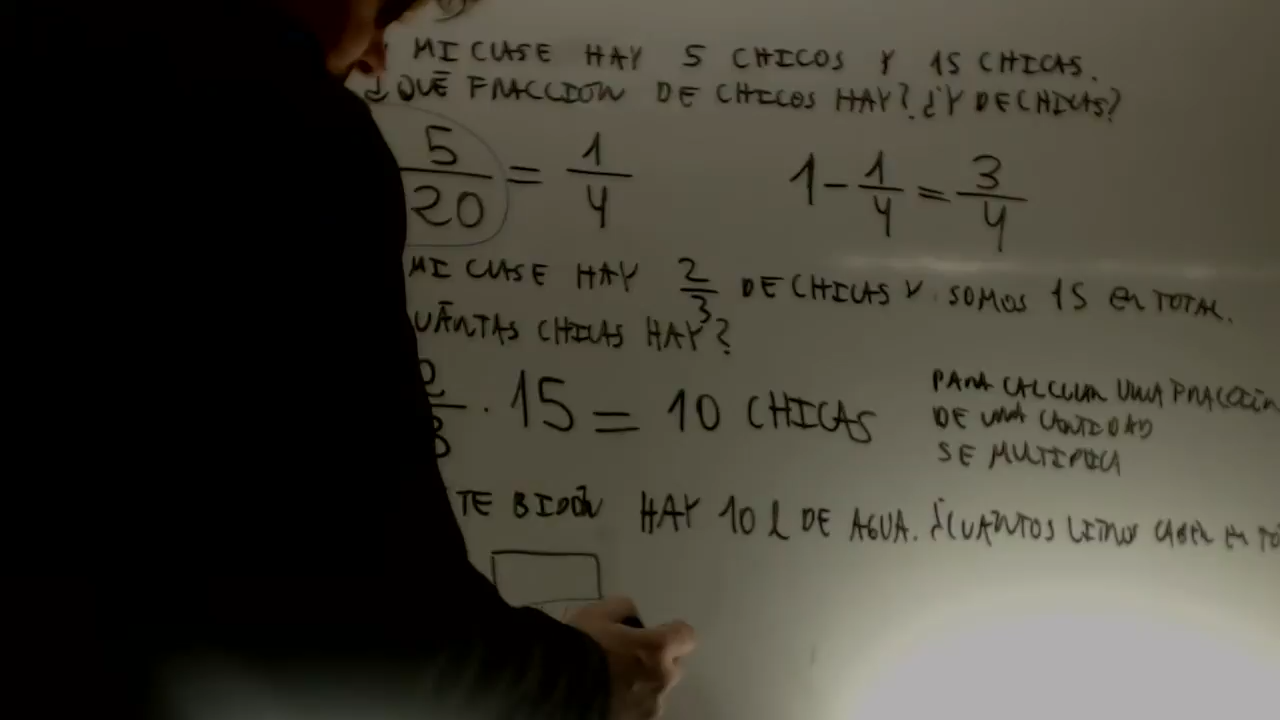 MI CLASE HAY 5 CHICOS Y 15 CHICAS.
¿QUÉ FRACCIÓN DE CHICOS HAY? ¿Y DE CHICAS?
5/20 = 1/4
1 - 1/4 = 3/4
MI CLASE HAY 2/3 DE CHICAS Y SOMOS 15 EN TOTAL.
UÁNTAS CHICAS HAY?
2/3 · 15 = 10 CHICAS
PARA CALCULAR UNA FRACCIÓN
DE UNA CANTIDAD
SE MULTIPLICA
TE BIDÓN HAY 10 l DE AGUA. ¿CUÁNTOS LITROS CABEN EN TO